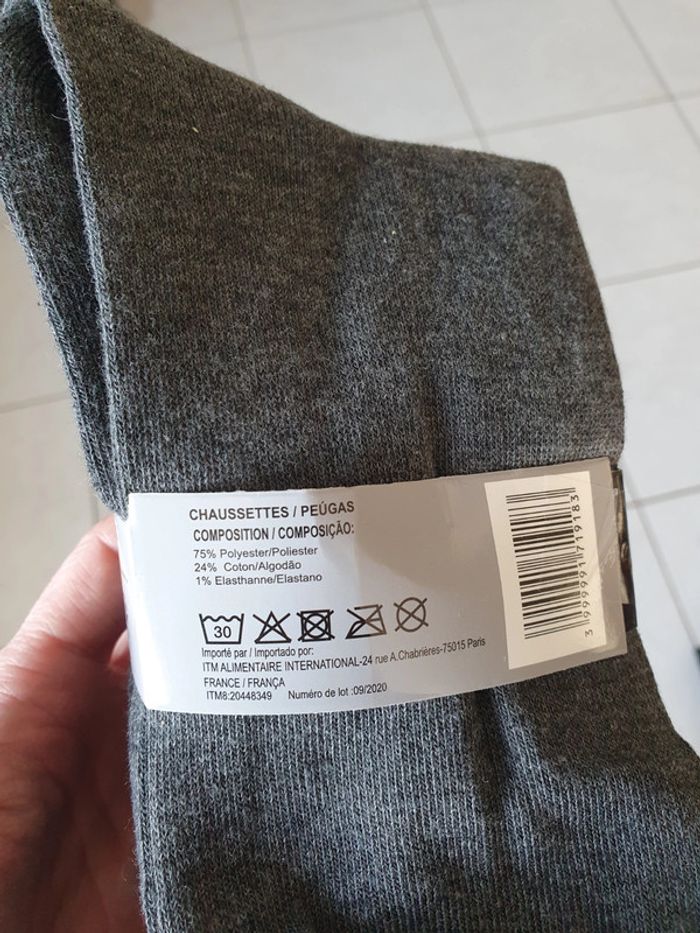 CHAUSSETTES / PEÚGAS
COMPOSITION / COMPOSIÇÃO:
75% Polyester/Poliester
24% Coton/Algodão
1% Elasthanne/Elastano
30
Importé par / Importado por:
ITM ALIMENTAIRE INTERNATIONAL-24 rue A.Chabrières-75015 Paris
FRANCE / FRANÇA
ITM8:20448349 Numéro de lot :09/2020
3 999991 719183